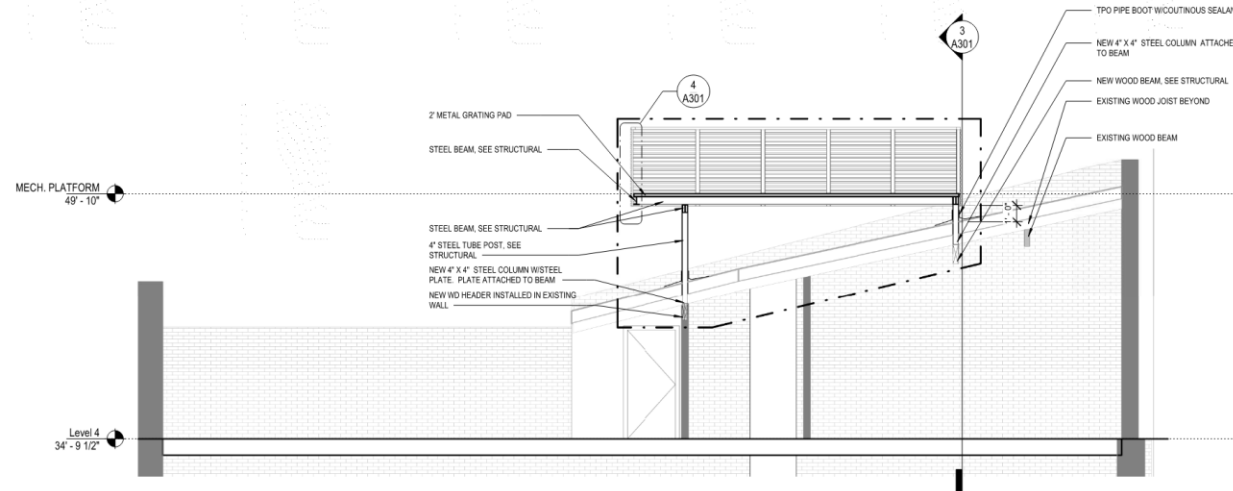 3
A301
TPO PIPE BOOT W/COUTINOUS SEALAN
NEW 4" X 4" STEEL COLUMN ATTACHE
TO BEAM
NEW WOOD BEAM, SEE STRUCTURAL
EXISTING WOOD JOIST BEYOND
EXISTING WOOD BEAM
4
A301
2' METAL GRATING PAD
STEEL BEAM, SEE STRUCTURAL
MECH. PLATFORM
49' - 10"
1' - 0"
STEEL BEAM, SEE STRUCTURAL
4" STEEL TUBE POST, SEE
STRUCTURAL
NEW 4" X 4" STEEL COLUMN W/STEEL
PLATE. PLATE ATTACHED TO BEAM
NEW WD HEADER INSTALLED IN EXISTING
WALL
Level 4
34' - 9 1/2"